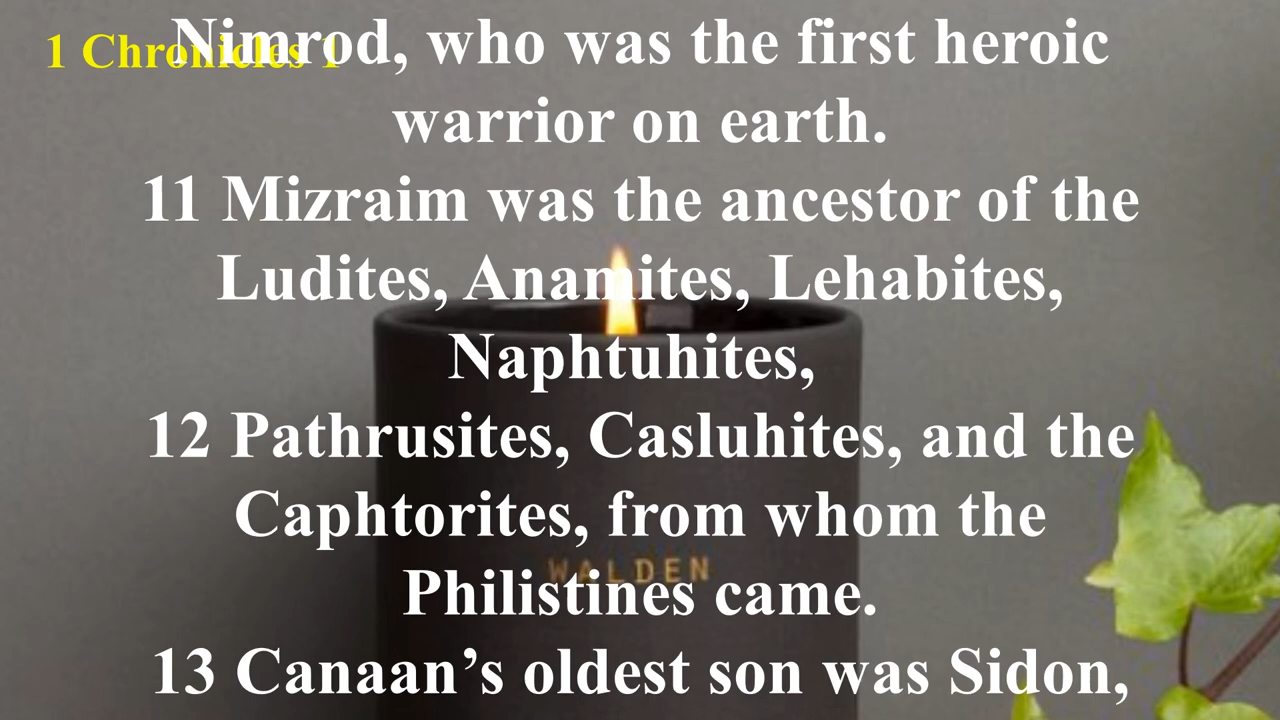 1 Chronicles 1
Nimrod, who was the first heroic
warrior on earth.
11 Mizraim was the ancestor of the
Ludites, Anamites, Lehabites,
Naphtuhites,
12 Pathrusites, Casluhites, and the
Caphtorites, from whom the
WALDEN
Philistines came.
13 Canaan’s oldest son was Sidon,